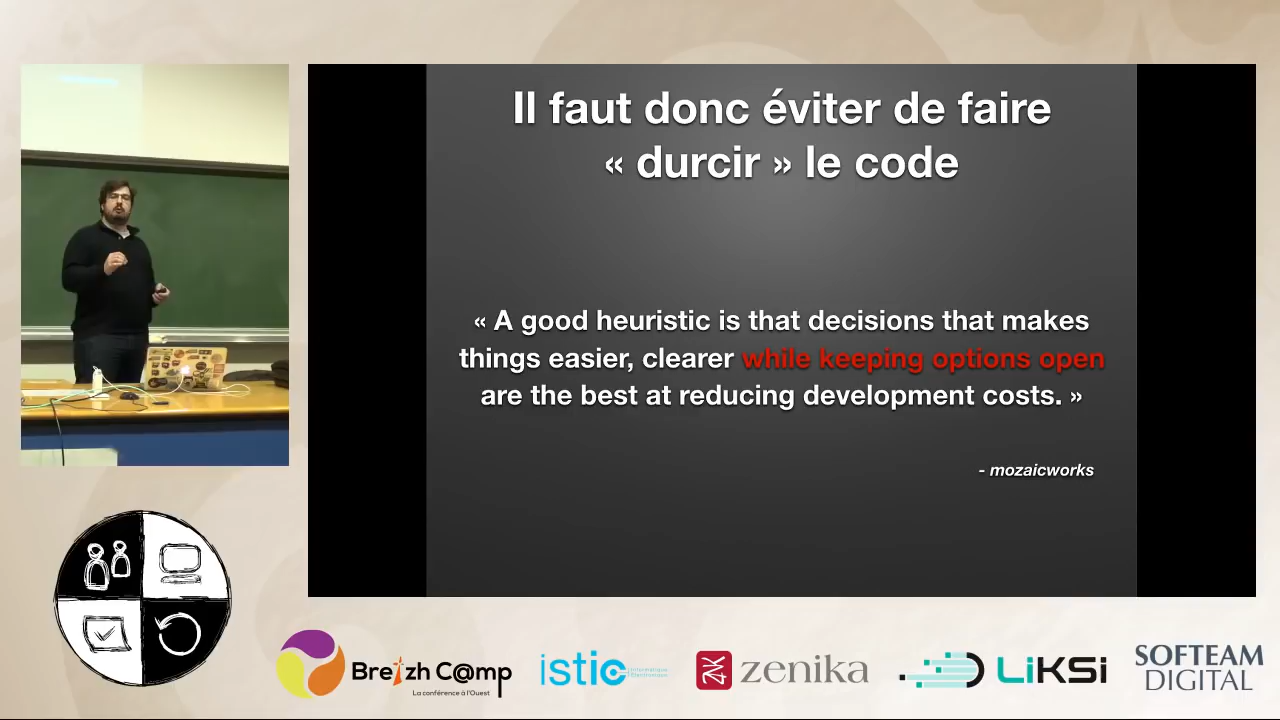 Il faut donc éviter de faire
« durcir » le code
« A good heuristic is that decisions that makes
things easier, clearer while keeping options open
are the best at reducing development costs. »
- mozaicworks
Breizh C@mp
La conférence à l'Ouest
istic
Informatique
Électronique
zenika
LiKSi
SOFTEAM
DIGITAL